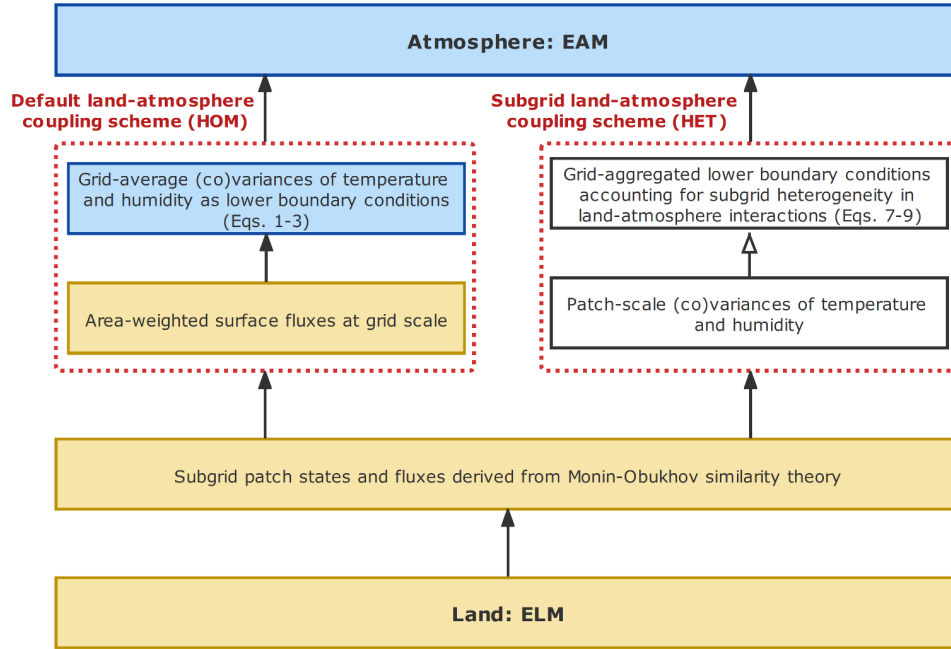 Atmosphere: EAM
Default land-atmosphere
coupling scheme (HOM)
Subgrid land-atmosphere
coupling scheme (HET)
Grid-average (co)variances of temperature
and humidity as lower boundary conditions
(Eqs. 1-3)
Grid-aggregated lower boundary conditions
accounting for subgrid heterogeneity in
land-atmosphere interactions (Eqs. 7-9)
Area-weighted surface fluxes at grid scale
Patch-scale (co)variances of temperature
and humidity
Subgrid patch states and fluxes derived from Monin-Obukhov similarity theory
Land: ELM